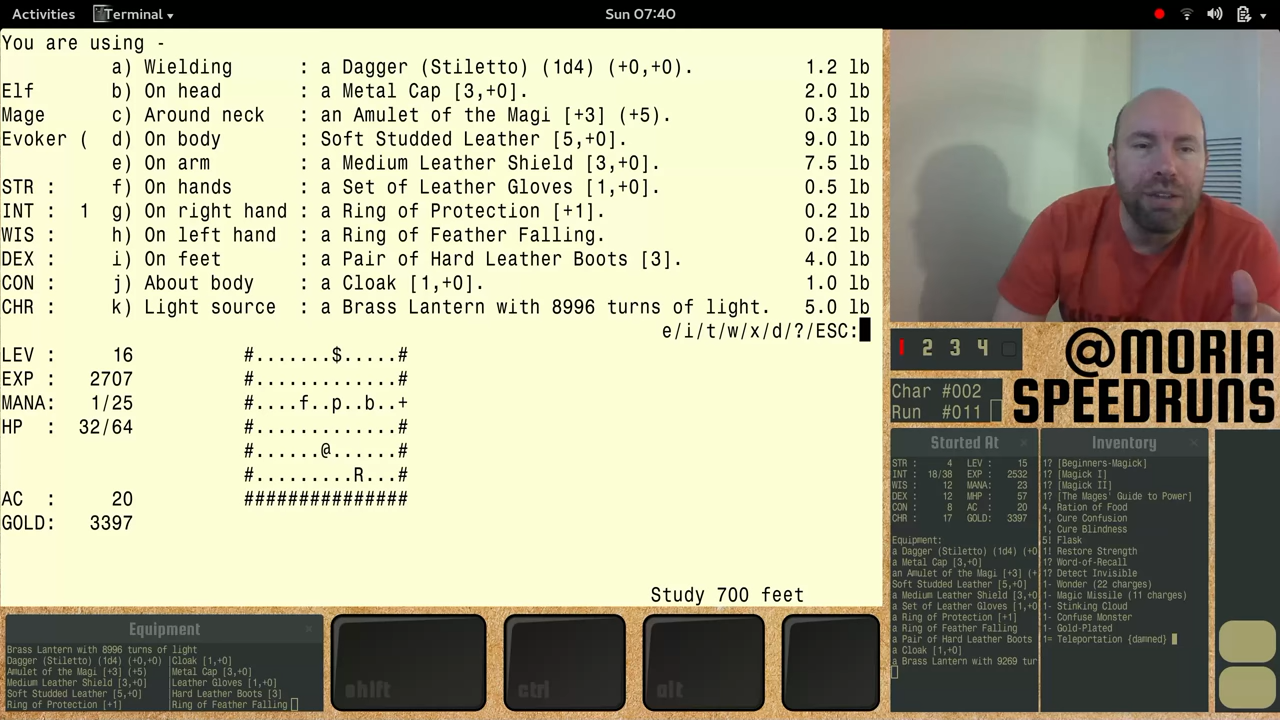 Activities Terminal Sun 07:40
You are using -
a) Wielding : a Dagger (Stiletto) (1d4) (+0,+0). 1.2 lb
Elf b) On head : a Metal Cap [3,+0]. 2.0 lb
Mage c) Around neck : an Amulet of the Magi [+3] (+5). 0.3 lb
Evoker ( d) On body : Soft Studded Leather [5,+0]. 9.0 lb
e) On arm : a Medium Leather Shield [3,+0]. 7.5 lb
STR : f) On hands : a Set of Leather Gloves [1,+0]. 0.5 lb
INT : 1 g) On right hand : a Ring of Protection [+1]. 0.2 lb
WIS : h) On left hand : a Ring of Feather Falling. 0.2 lb
DEX : i) On feet : a Pair of Hard Leather Boots [3]. 4.0 lb
CON : j) About body : a Cloak [1,+0]. 1.0 lb
CHR : k) Light source : a Brass Lantern with 8996 turns of light. 5.0 lb
e/i/t/w/x/d/?/ESC:
LEV : 16 #.......$.....#
EXP : 2707 #.............#
MANA: 1/25 #....f..p..b..+
HP : 32/64 #.............#
#......@......#
#.........R...#
AC : 20 ###############
GOLD: 3397
Study 700 feet
1 2 3 4
@MORIA
SPEEDRUNS
Char #002
Run #011
Started At
STR : 4 LEV : 15
INT : 18/38 EXP : 2532
WIS : 12 MANA: 23
DEX : 12 MHP : 57
CON : 8 AC : 20
CHR : 17 GOLD: 3397
Equipment:
a Dagger (Stiletto) (1d4) (+0
a Metal Cap [3,+0]
an Amulet of the Magi [+3] (+
Soft Studded Leather [5,+0]
a Medium Leather Shield [3,+0
a Set of Leather Gloves [1,+0
a Ring of Protection [+1]
a Ring of Feather Falling
a Pair of Hard Leather Boots
a Cloak [1,+0]
a Brass Lantern with 9269 tur
Inventory
1? [Beginners-Magick]
1? [Magick I]
1? [Magick II]
1? [The Mages' Guide to Power]
4, Ration of Food
1, Cure Confusion
1, Cure Blindness
5! Flask
1! Restore Strength
1? Word-of-Recall
1? Detect Invisible
1- Wonder (22 charges)
1- Magic Missile (11 charges)
1- Stinking Cloud
1- Confuse Monster
1- Gold-Plated
1= Teleportation {damned}
Equipment
Brass Lantern with 8996 turns of light
Dagger (Stiletto) (1d4) (+0,+0) |Cloak [1,+0]
Amulet of the Magi [+3] (+5) |Metal Cap [3,+0]
Medium Leather Shield [3,+0] |Leather Gloves [1,+0]
Soft Studded Leather [5,+0] |Hard Leather Boots [3]
Ring of Protection [+1] |Ring of Feather Falling
shift ctrl alt